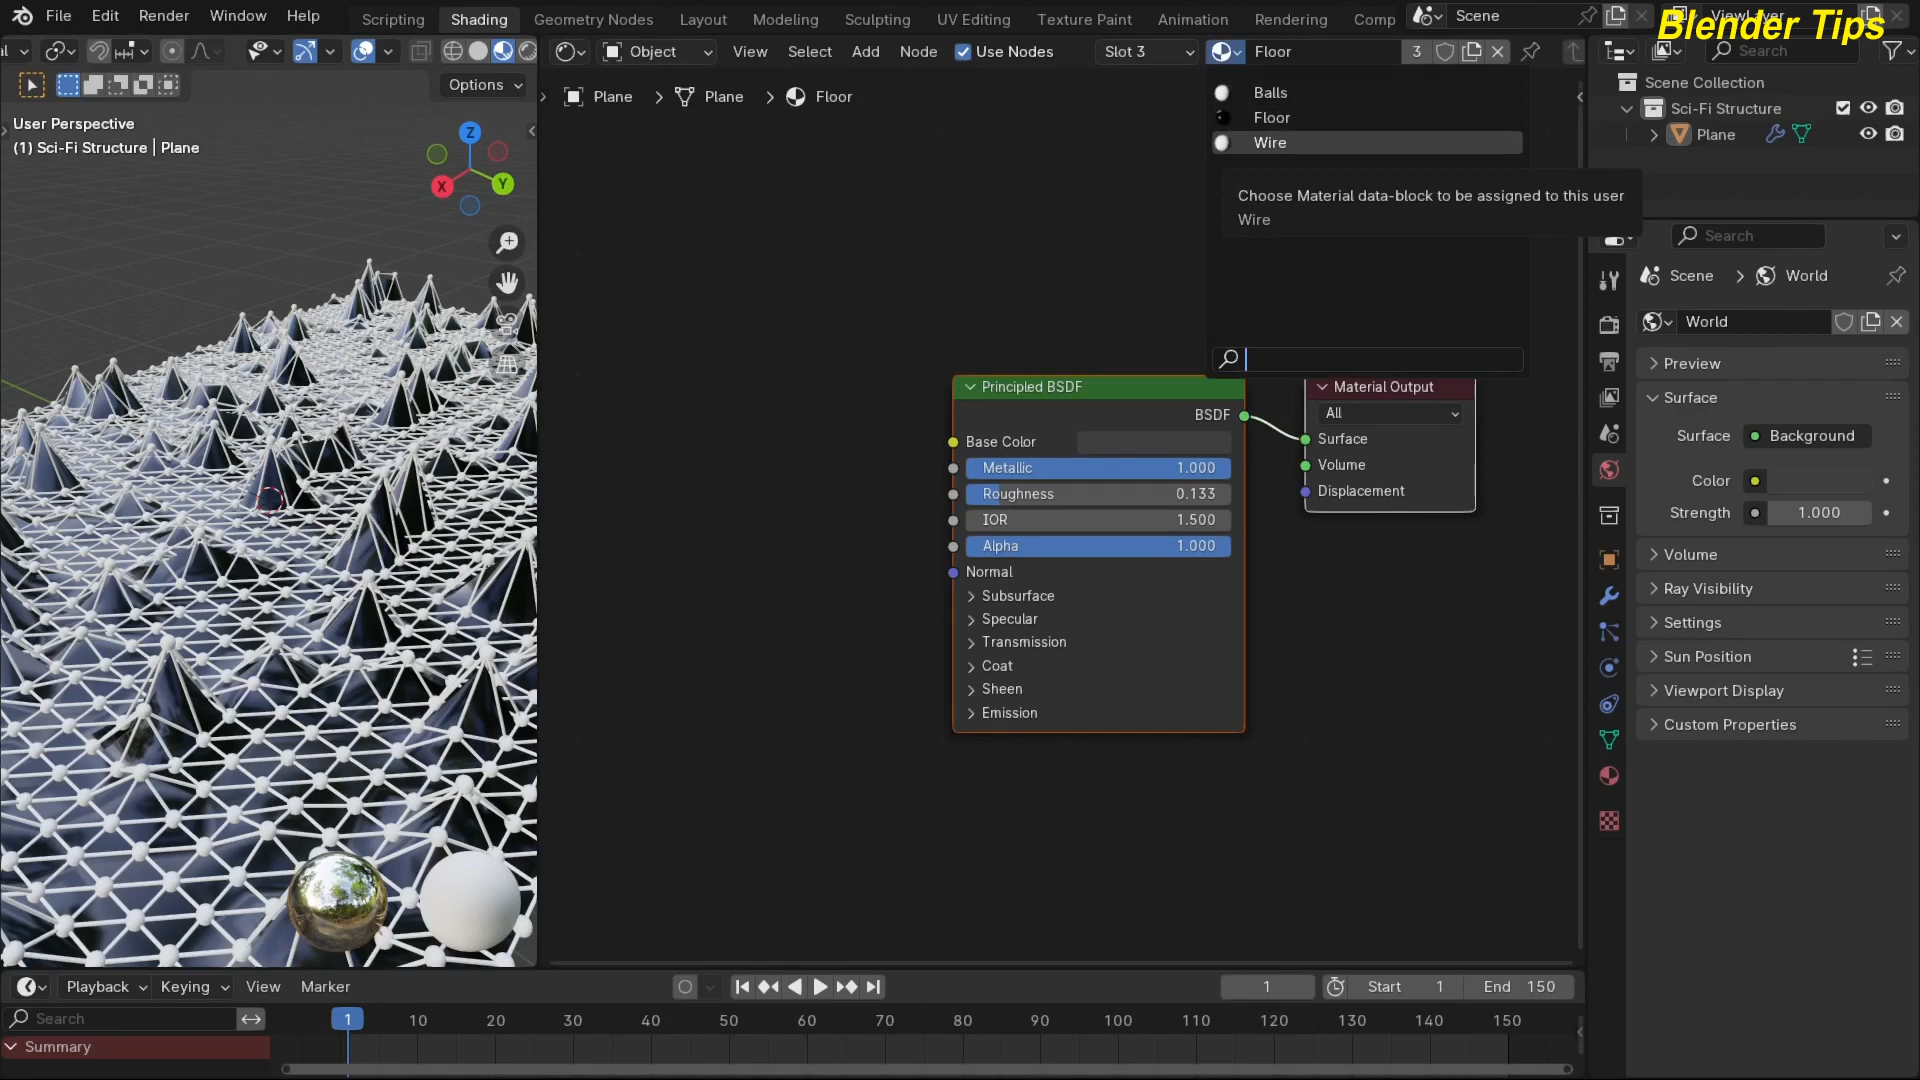 File Edit Render Window Help Scripting Shading Geometry Nodes Layout Modeling Sculpting UV Editing Texture Paint Animation Rendering Comp Scene ViewLayer
Blender Tips
Object View Select Add Node Use Nodes Slot 3 Floor 3 Search
Options
Plane Plane Floor
User Perspective
(1) Sci-Fi Structure | Plane
Z
X
Y
Balls
Floor
Wire
Choose Material data-block to be assigned to this user
Wire
Principled BSDF
BSDF
Base Color
Metallic 1.000
Roughness 0.133
IOR 1.500
Alpha 1.000
Normal
Subsurface
Specular
Transmission
Coat
Sheen
Emission
Material Output
All
Surface
Volume
Displacement
Scene Collection
Sci-Fi Structure
Plane
Search
Scene World
World
Preview
Surface
Surface Background
Color
Strength 1.000
Volume
Ray Visibility
Settings
Sun Position
Viewport Display
Custom Properties
Playback Keying View Marker 1 Start 1 End 150
Search 1 10 20 30 40 50 60 70 80 90 100 110 120 130 140 150
Summary